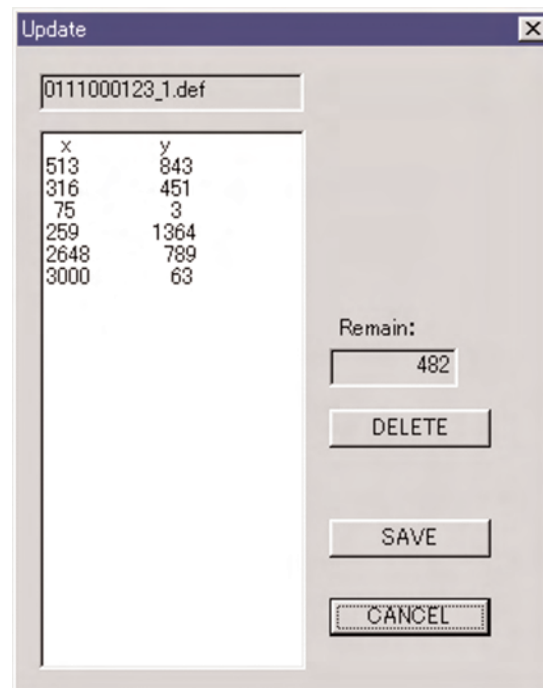 Update
0111000123_1.def
x y
513 843
316 451
75 3
259 1364
2648 789
3000 63
Remain:
482
DELETE
SAVE
CANCEL